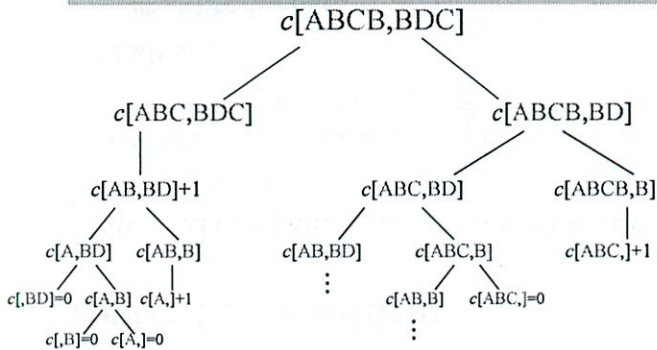 c[ABCB,BDC]
c[ABC,BDC] c[ABCB,BD]
c[AB,BD]+1 c[ABC,BD] c[ABCB,B]
c[A,BD] c[AB,B] c[AB,BD] c[ABC,B] c[ABC,]+1
c[,BD]=0 c[A,B] c[A,]+1 c[AB,B] c[ABC,]=0
c[,B]=0 c[A,]=0